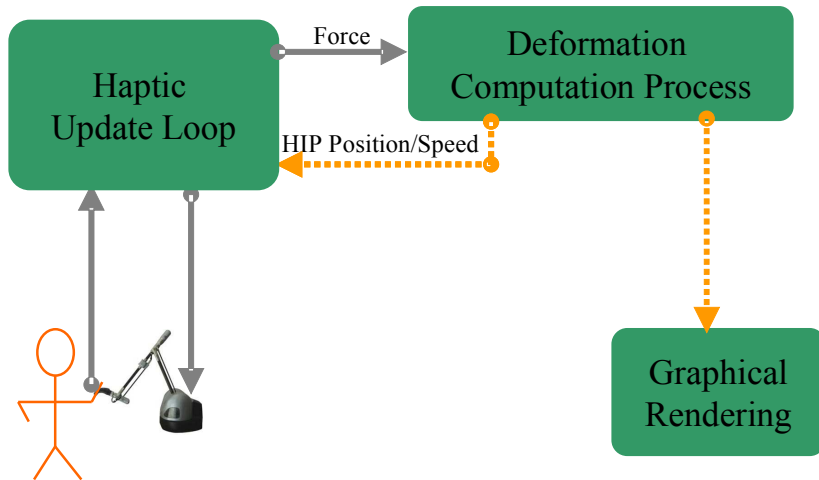 Haptic
Update Loop
Force
Deformation
Computation Process
HIP Position/Speed
Graphical
Rendering